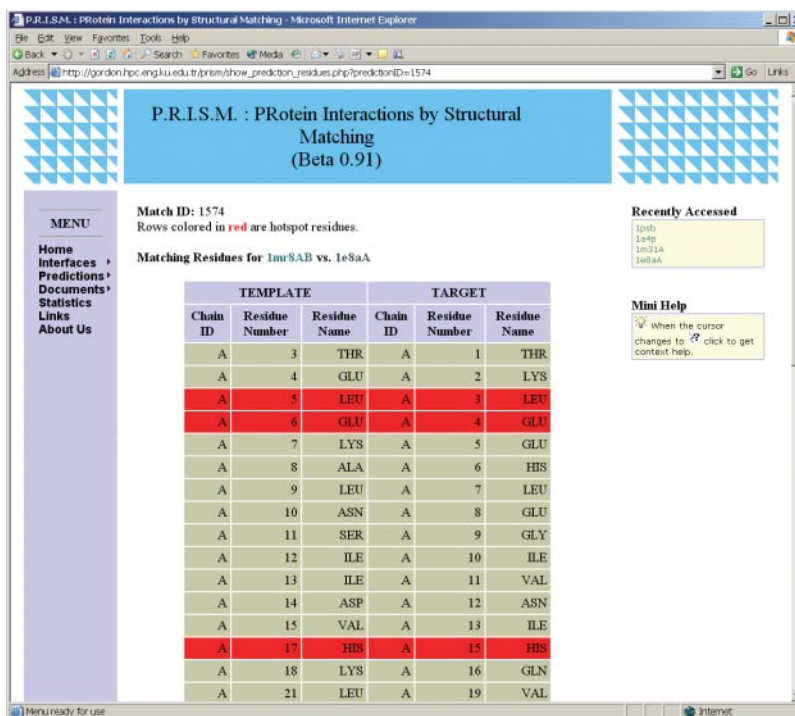 P.R.I.S.M. : PRotein Interactions by Structural Matching - Microsoft Internet Explorer
File Edit View Favorites Tools Help
Back Search Favorites Media
Address http://gordion.hpc.eng.ku.edu.tr/prism/show_prediction_residues.php?predictionID=1574 Go Links
P.R.I.S.M. : PRotein Interactions by Structural
Matching
(Beta 0.91)
MENU
Home
Interfaces
Predictions
Documents
Statistics
Links
About Us
Match ID: 1574
Rows colored in red are hotspot residues.
Matching Residues for 1mr8AB vs. 1e8aA
TEMPLATE TARGET
Chain ID Residue Number Residue Name Chain ID Residue Number Residue Name
A 3 THR A 1 THR
A 4 GLU A 2 LYS
A 5 LEU A 3 LEU
A 6 GLU A 4 GLU
A 7 LYS A 5 GLU
A 8 ALA A 6 HIS
A 9 LEU A 7 LEU
A 10 ASN A 8 GLU
A 11 SER A 9 GLY
A 12 ILE A 10 ILE
A 13 ILE A 11 VAL
A 14 ASP A 12 ASN
A 15 VAL A 13 ILE
A 17 HIS A 15 HIS
A 18 LYS A 16 GLN
A 21 LEU A 19 VAL
Recently Accessed
1psb
1a4p
1m31A
1e8aA
Mini Help
When the cursor
changes to click to get
context help.
Menu ready for use Internet